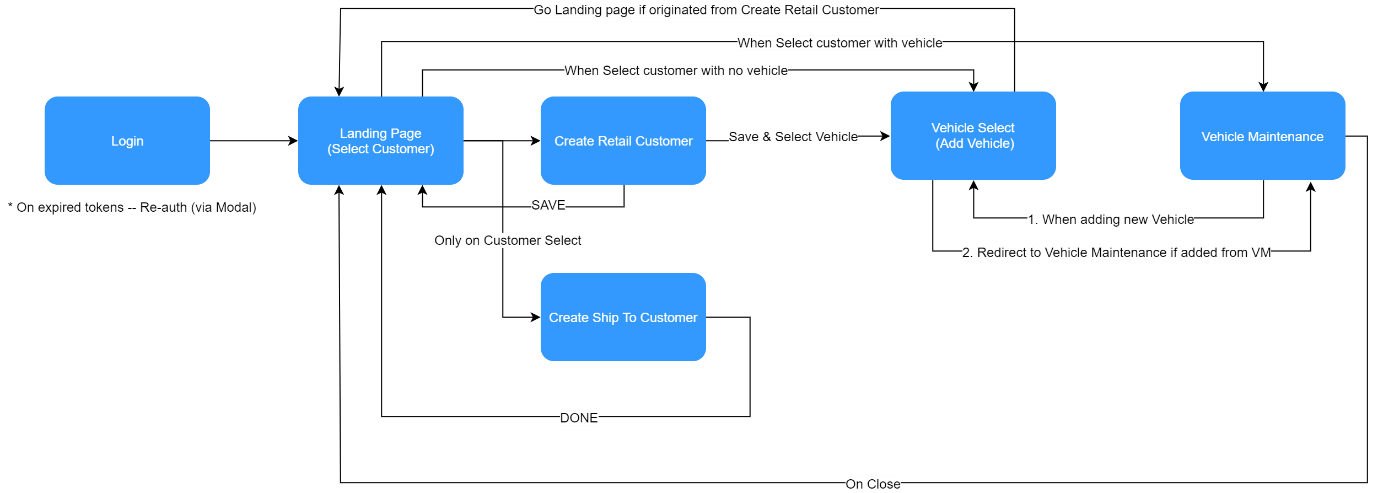 Go Landing page if originated from Create Retail Customer
When Select customer with vehicle
When Select customer with no vehicle
Login
Landing Page
(Select Customer)
Create Retail Customer
Save & Select Vehicle
Vehicle Select
(Add Vehicle)
Vehicle Maintenance
* On expired tokens -- Re-auth (via Modal)
SAVE
1. When adding new Vehicle
Only on Customer Select
2. Redirect to Vehicle Maintenance if added from VM
Create Ship To Customer
DONE
On Close